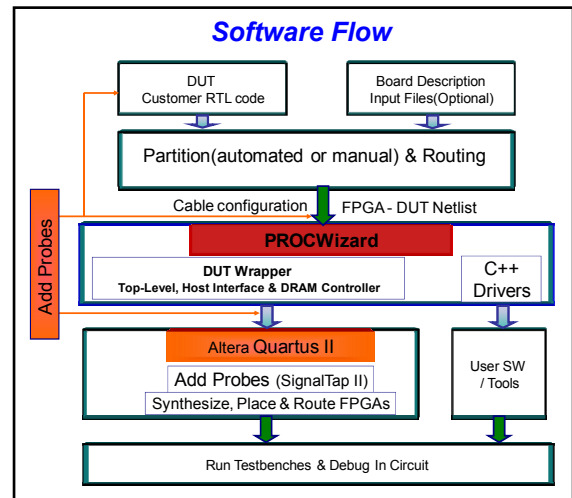 Software Flow
DUT
Customer RTL code
Board Description
Input Files(Optional)
Partition(automated or manual) & Routing
Cable configuration
FPGA - DUT Netlist
Add Probes
PROCWizard
DUT Wrapper
Top-Level, Host Interface & DRAM Controller
C++
Drivers
Altera Quartus II
Add Probes (SignalTap II)
Synthesize, Place & Route FPGAs
User SW
/ Tools
Run Testbenches & Debug In Circuit